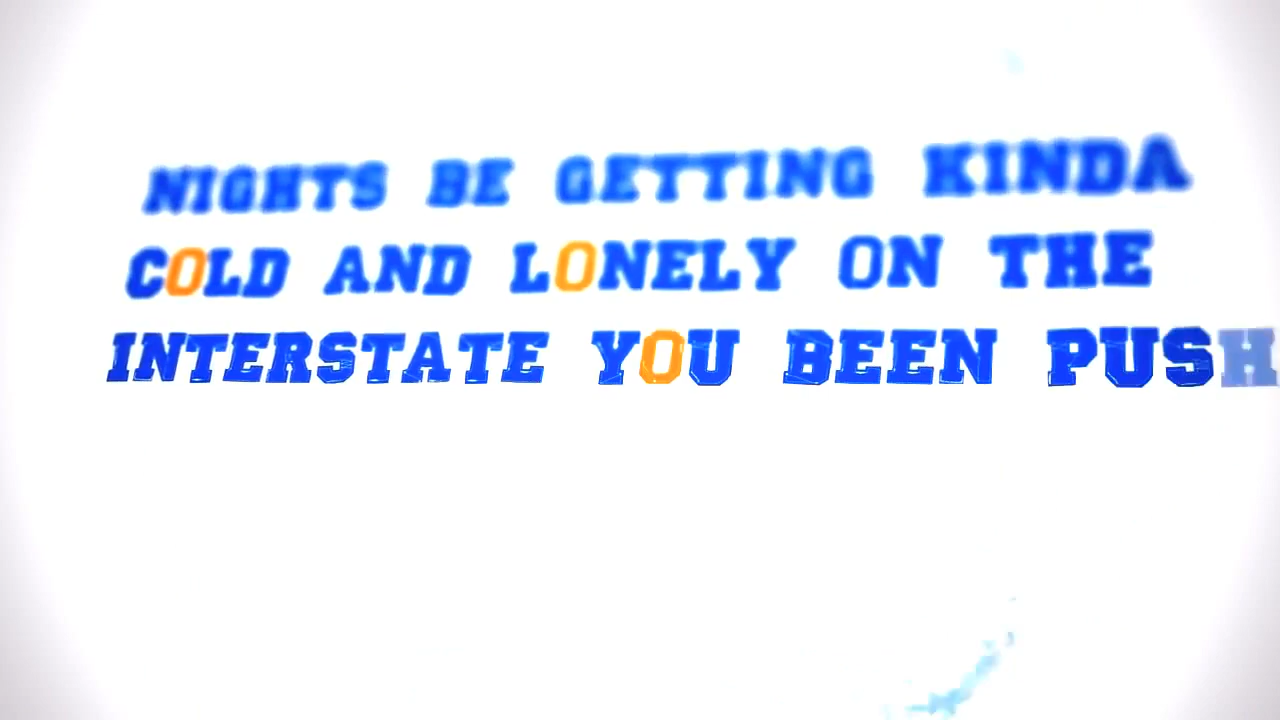 NIGHTS BE GETTING KINDA
COLD AND LONELY ON THE
INTERSTATE YOU BEEN PUSH